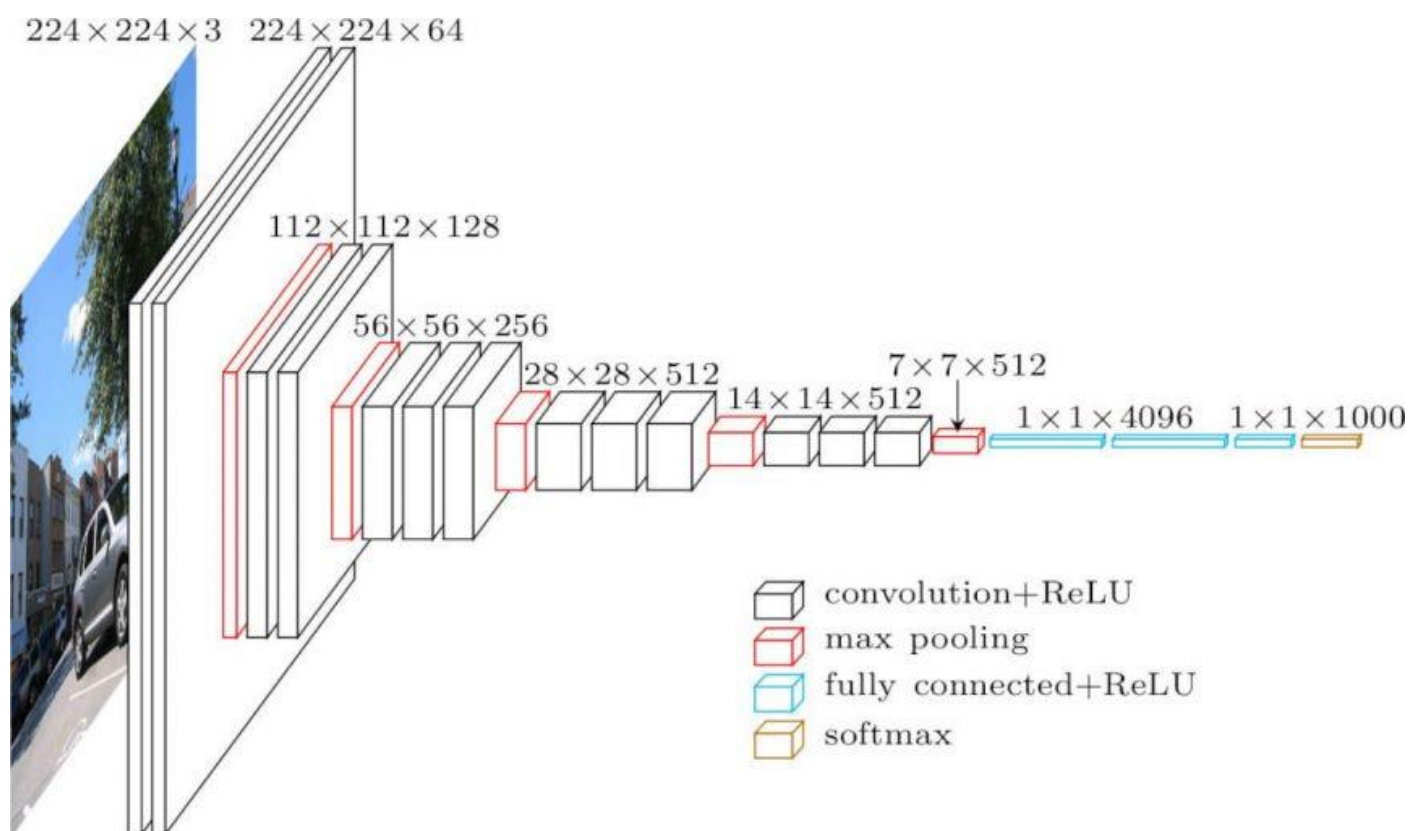 224×224×3
224×224×64
112×112×128
56×56×256
28×28×512
14×14×512
7×7×512
1×1×4096
1×1×1000
convolution+ReLU
max pooling
fully connected+ReLU
softmax